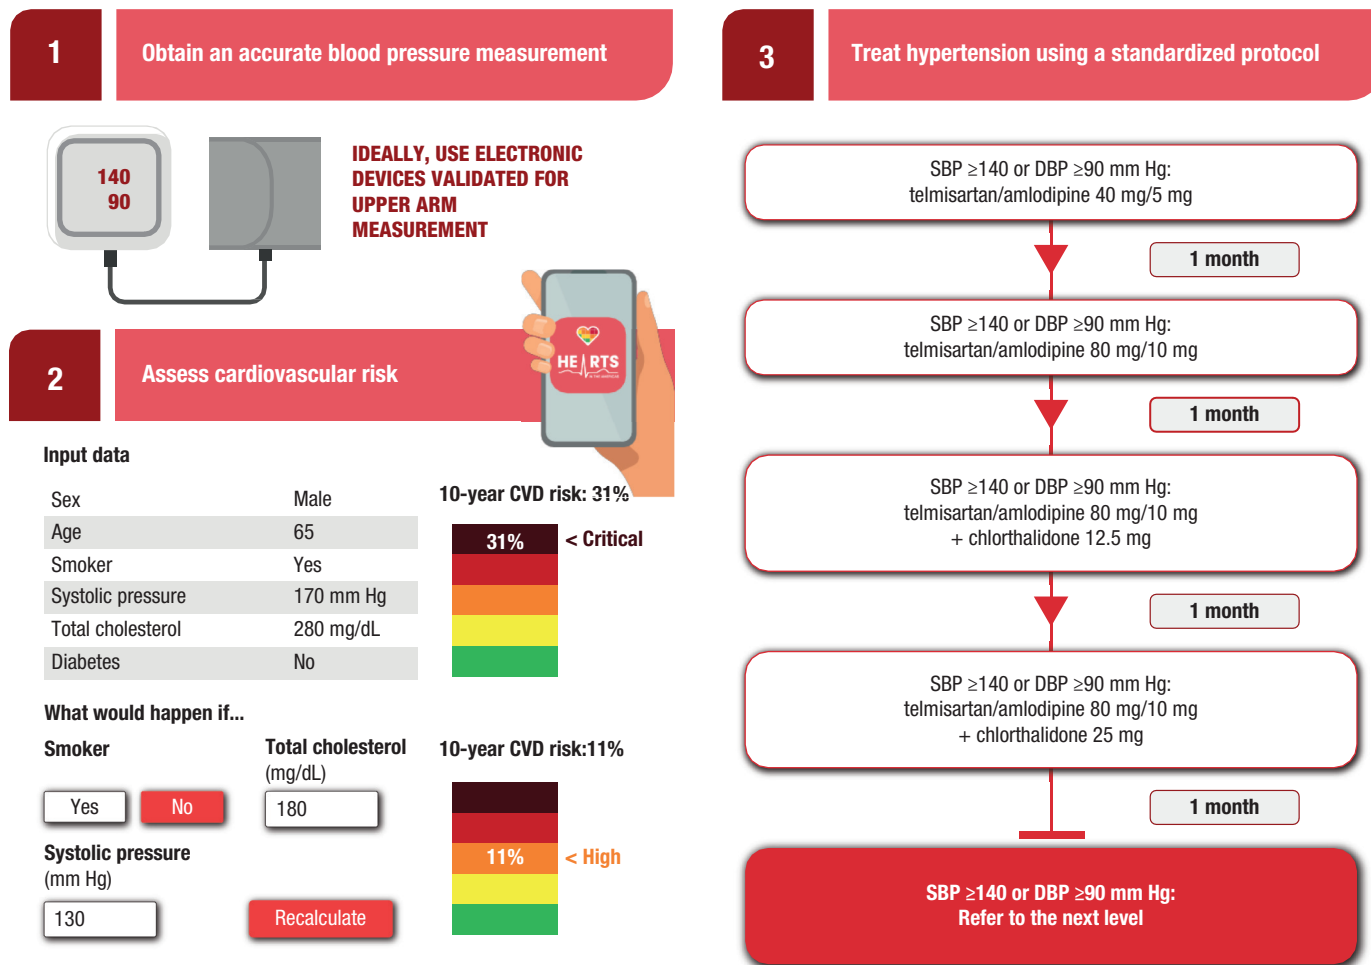 1
Obtain an accurate blood pressure measurement
140
90
IDEALLY, USE ELECTRONIC
DEVICES VALIDATED FOR
UPPER ARM
MEASUREMENT
2
Assess cardiovascular risk
HEARTS
IN THE AMERICAS
Input data
Sex Male
Age 65
Smoker Yes
Systolic pressure 170 mm Hg
Total cholesterol 280 mg/dL
Diabetes No
10-year CVD risk: 31%
31% < Critical
What would happen if...
Smoker
Yes No
Total cholesterol
(mg/dL)
180
Systolic pressure
(mm Hg)
130
Recalculate
10-year CVD risk:11%
11% < High
3
Treat hypertension using a standardized protocol
SBP ≥140 or DBP ≥90 mm Hg:
telmisartan/amlodipine 40 mg/5 mg
1 month
SBP ≥140 or DBP ≥90 mm Hg:
telmisartan/amlodipine 80 mg/10 mg
1 month
SBP ≥140 or DBP ≥90 mm Hg:
telmisartan/amlodipine 80 mg/10 mg
+ chlorthalidone 12.5 mg
1 month
SBP ≥140 or DBP ≥90 mm Hg:
telmisartan/amlodipine 80 mg/10 mg
+ chlorthalidone 25 mg
1 month
SBP ≥140 or DBP ≥90 mm Hg:
Refer to the next level